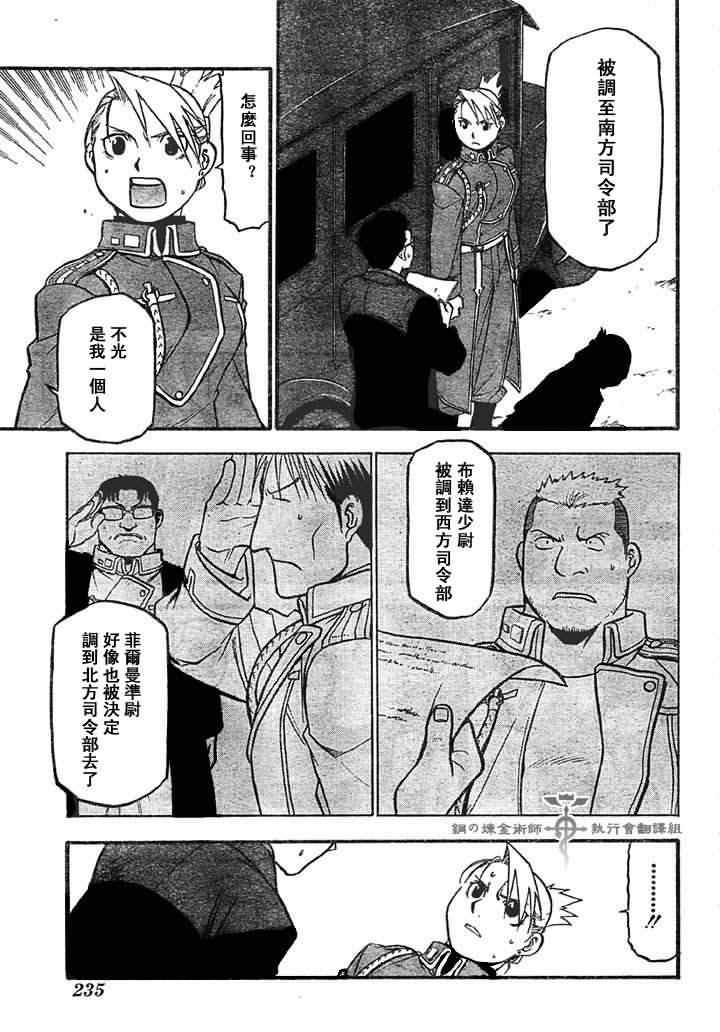 被調至南方司令部了
怎麼回事？
不光
是我一個人
布賴達少尉
被調到西方司令部
菲爾曼準尉
好像也被決定
調到北方司令部去了
鋼の煉金術師
執行會翻譯組
……!!
235